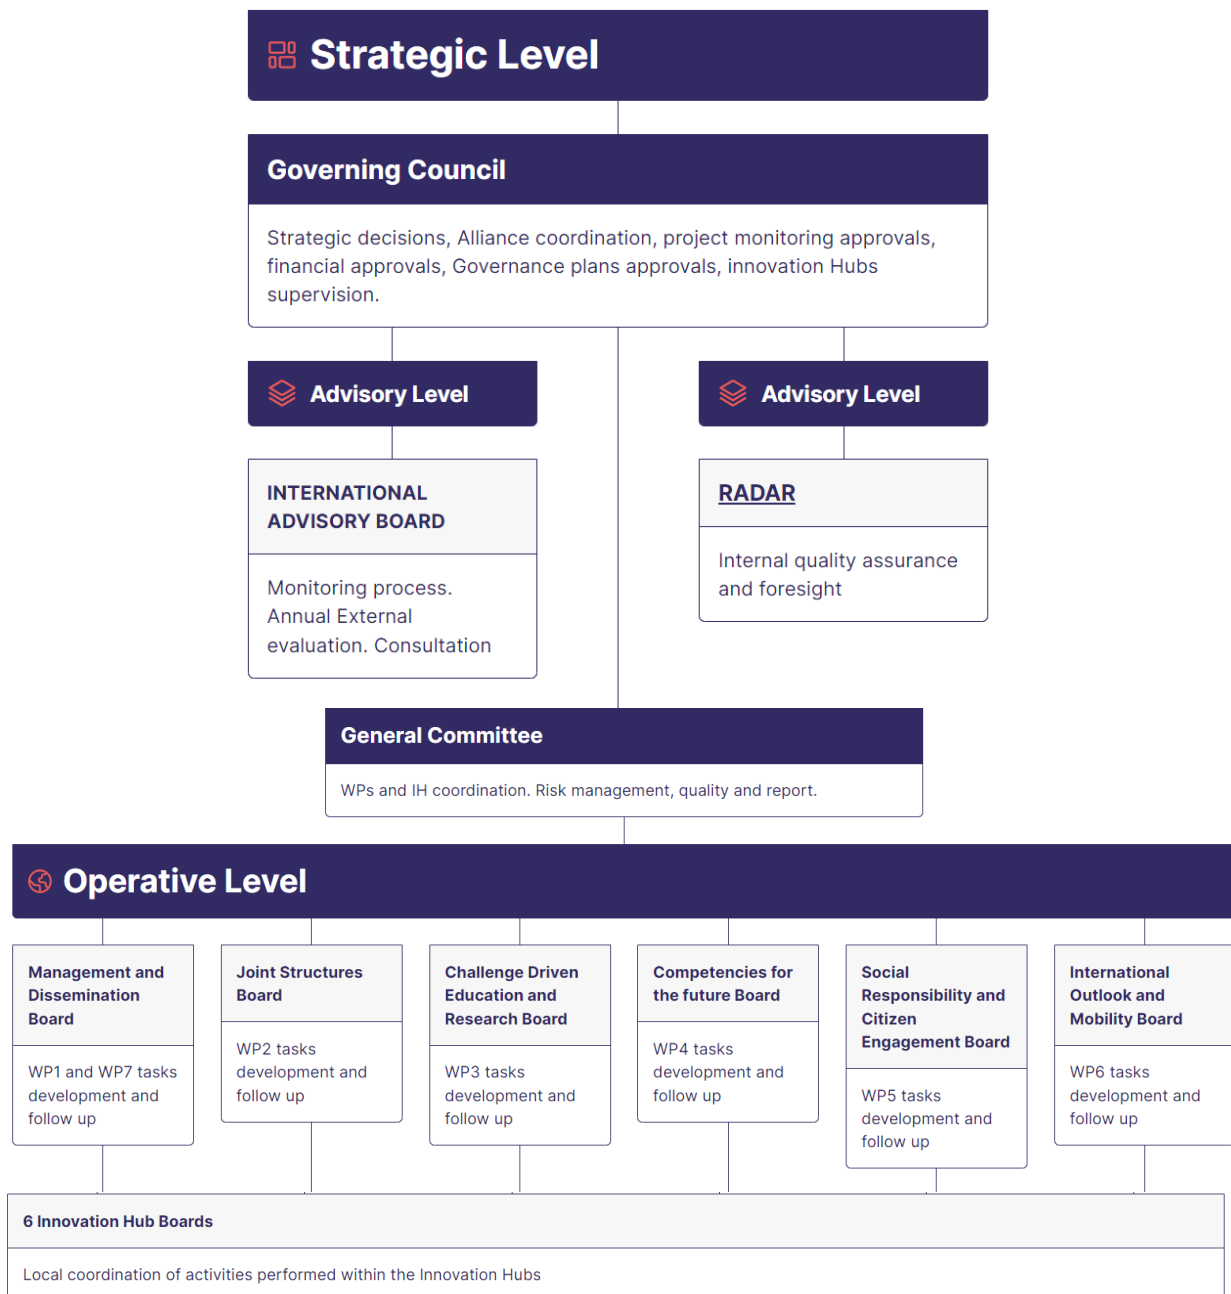 Strategic Level
Governing Council
Strategic decisions, Alliance coordination, project monitoring approvals,
financial approvals, Governance plans approvals, innovation Hubs
supervision.
Advisory Level
INTERNATIONAL
ADVISORY BOARD
Monitoring process.
Annual External
evaluation. Consultation
Advisory Level
RADAR
Internal quality assurance
and foresight
General Committee
WPs and IH coordination. Risk management, quality and report.
Operative Level
Management and
Dissemination
Board
WP1 and WP7 tasks
development and
follow up
Joint Structures
Board
WP2 tasks
development and
follow up
Challenge Driven
Education and
Research Board
WP3 tasks
development and
follow up
Competencies for
the future Board
WP4 tasks
development and
follow up
Social
Responsibility and
Citizen
Engagement Board
WP5 tasks
development and
follow up
International
Outlook and
Mobility Board
WP6 tasks
development and
follow up
6 Innovation Hub Boards
Local coordination of activities performed within the Innovation Hubs